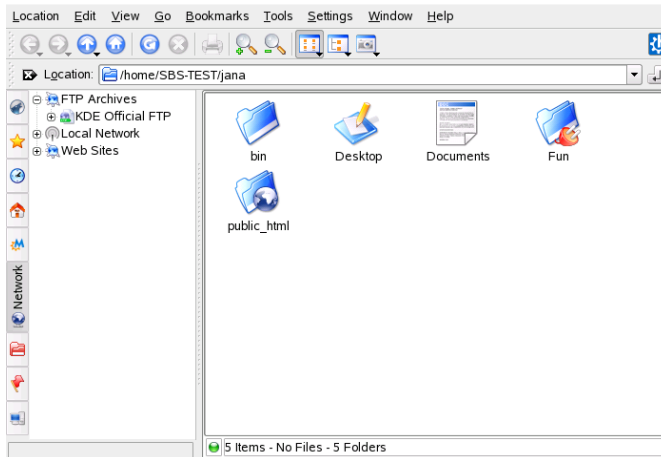 Location Edit View Go Bookmarks Tools Settings Window Help
Location: /home/SBS-TEST/jana
FTP Archives
KDE Official FTP
Local Network
Web Sites
Network
bin Desktop Documents Fun
public_html
5 Items - No Files - 5 Folders